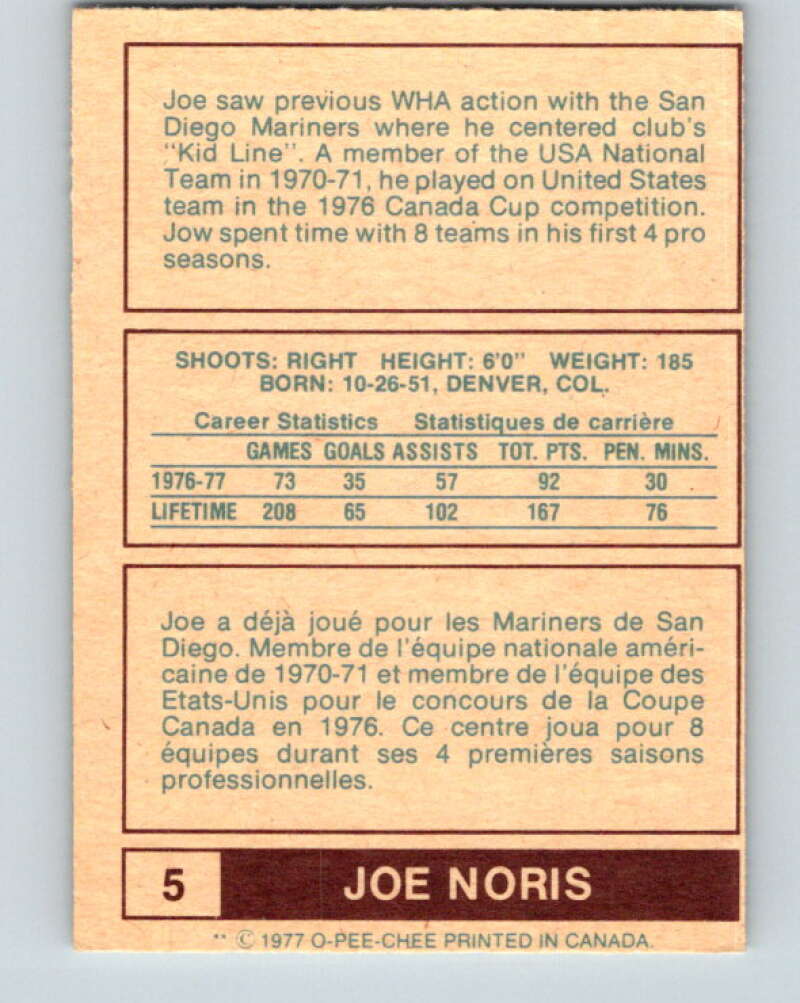 Joe saw previous WHA action with the San
Diego Mariners where he centered club's
"Kid Line". A member of the USA National
Team in 1970-71, he played on United States
team in the 1976 Canada Cup competition.
Jow spent time with 8 teams in his first 4 pro
seasons.
SHOOTS: RIGHT HEIGHT: 6'0" WEIGHT: 185
BORN: 10-26-51, DENVER, COL.
Career Statistics Statistiques de carrière
GAMES GOALS ASSISTS TOT. PTS. PEN. MINS.
1976-77 73 35 57 92 30
LIFETIME 208 65 102 167 76
Joe a déjà joué pour les Mariners de San
Diego. Membre de l'équipe nationale améri-
caine de 1970-71 et membre de l'équipe des
Etats-Unis pour le concours de la Coupe
Canada en 1976. Ce centre joua pour 8
équipes durant ses 4 premières saisons
professionnelles.
5 JOE NORIS
** © 1977 O-PEE-CHEE PRINTED IN CANADA.